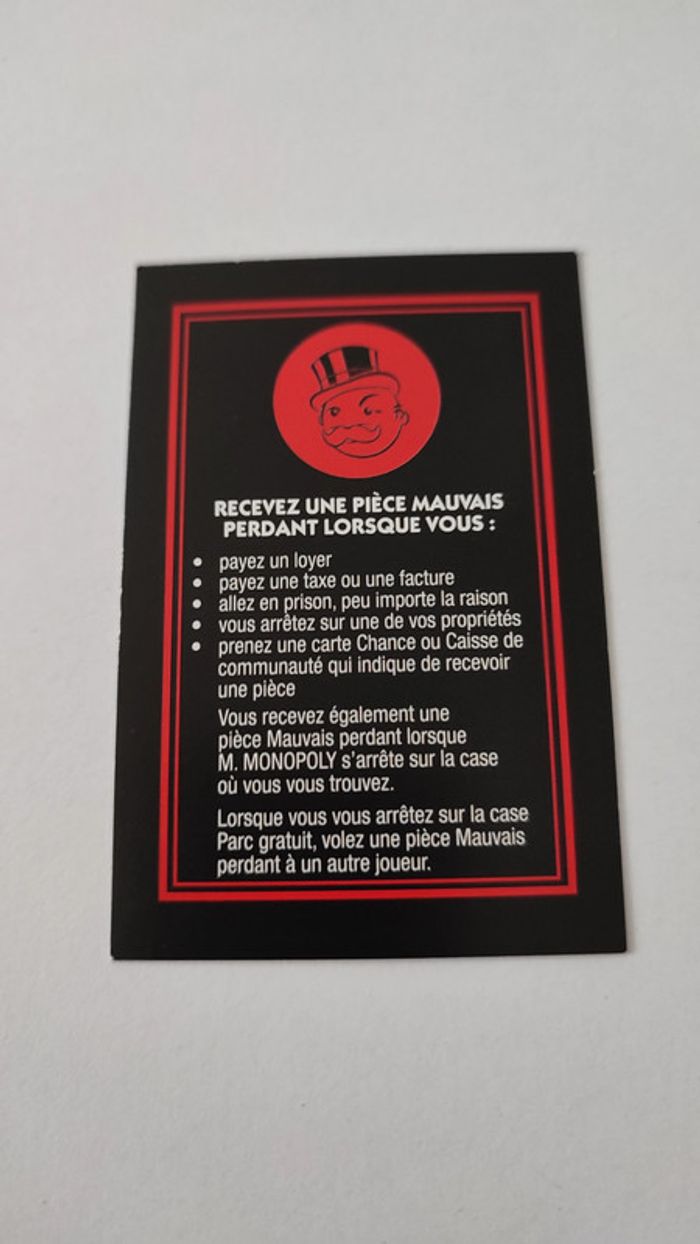 RECEVEZ UNE PIÈCE MAUVAIS
PERDANT LORSQUE VOUS :
• payez un loyer
• payez une taxe ou une facture
• allez en prison, peu importe la raison
• vous arrêtez sur une de vos propriétés
• prenez une carte Chance ou Caisse de
communauté qui indique de recevoir
une pièce
Vous recevez également une
pièce Mauvais perdant lorsque
M. MONOPOLY s'arrête sur la case
où vous vous trouvez.
Lorsque vous vous arrêtez sur la case
Parc gratuit, volez une pièce Mauvais
perdant à un autre joueur.